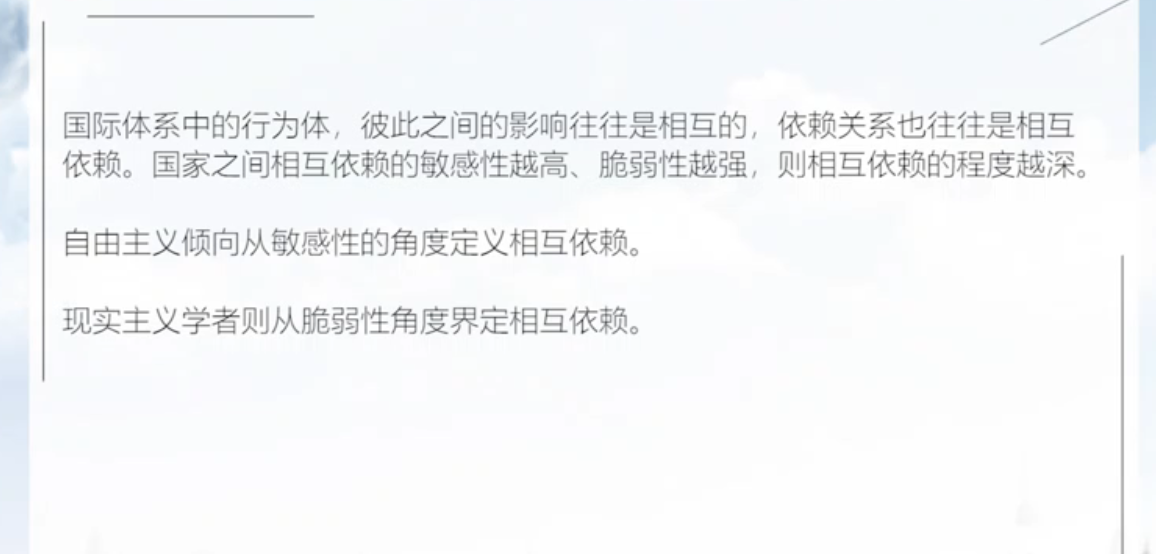 国际体系中的行为体，彼此之间的影响往往是相互的，依赖关系也往往是相互
依赖。国家之间相互依赖的敏感性越高、脆弱性越强，则相互依赖的程度越深。
自由主义倾向从敏感性的角度定义相互依赖。
现实主义学者则从脆弱性角度界定相互依赖。